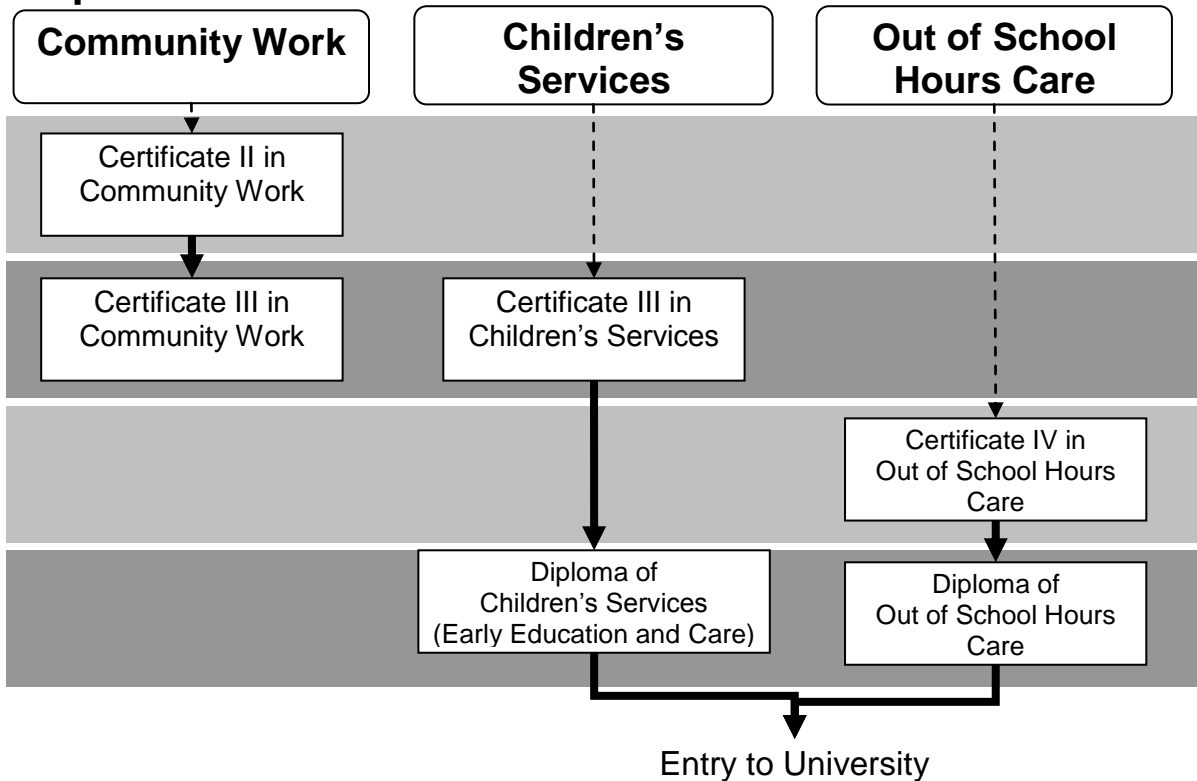 Community Work
Children’s
Services
Out of School
Hours Care
Certificate II in
Community Work
Certificate III in
Community Work
Certificate III in
Children’s Services
Certificate IV in
Out of School Hours
Care
Diploma of
Children’s Services
(Early Education and Care)
Diploma of
Out of School Hours
Care
Entry to University